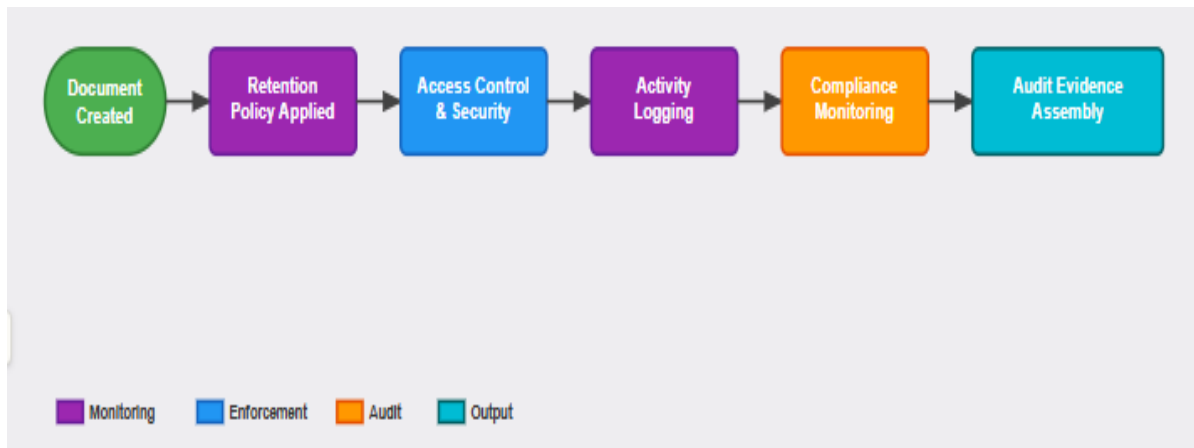 Document
Created
Retention
Policy Applied
Access Control
& Security
Activity
Logging
Compliance
Monitoring
Audit Evidence
Assembly
Monitoring
Enforcement
Audit
Output